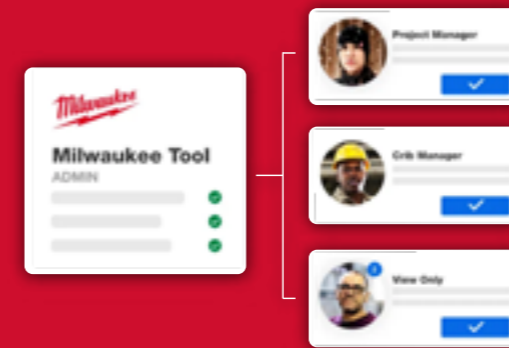 Milwaukee
Milwaukee Tool
ADMIN
Project Manager
Crib Manager
View Only